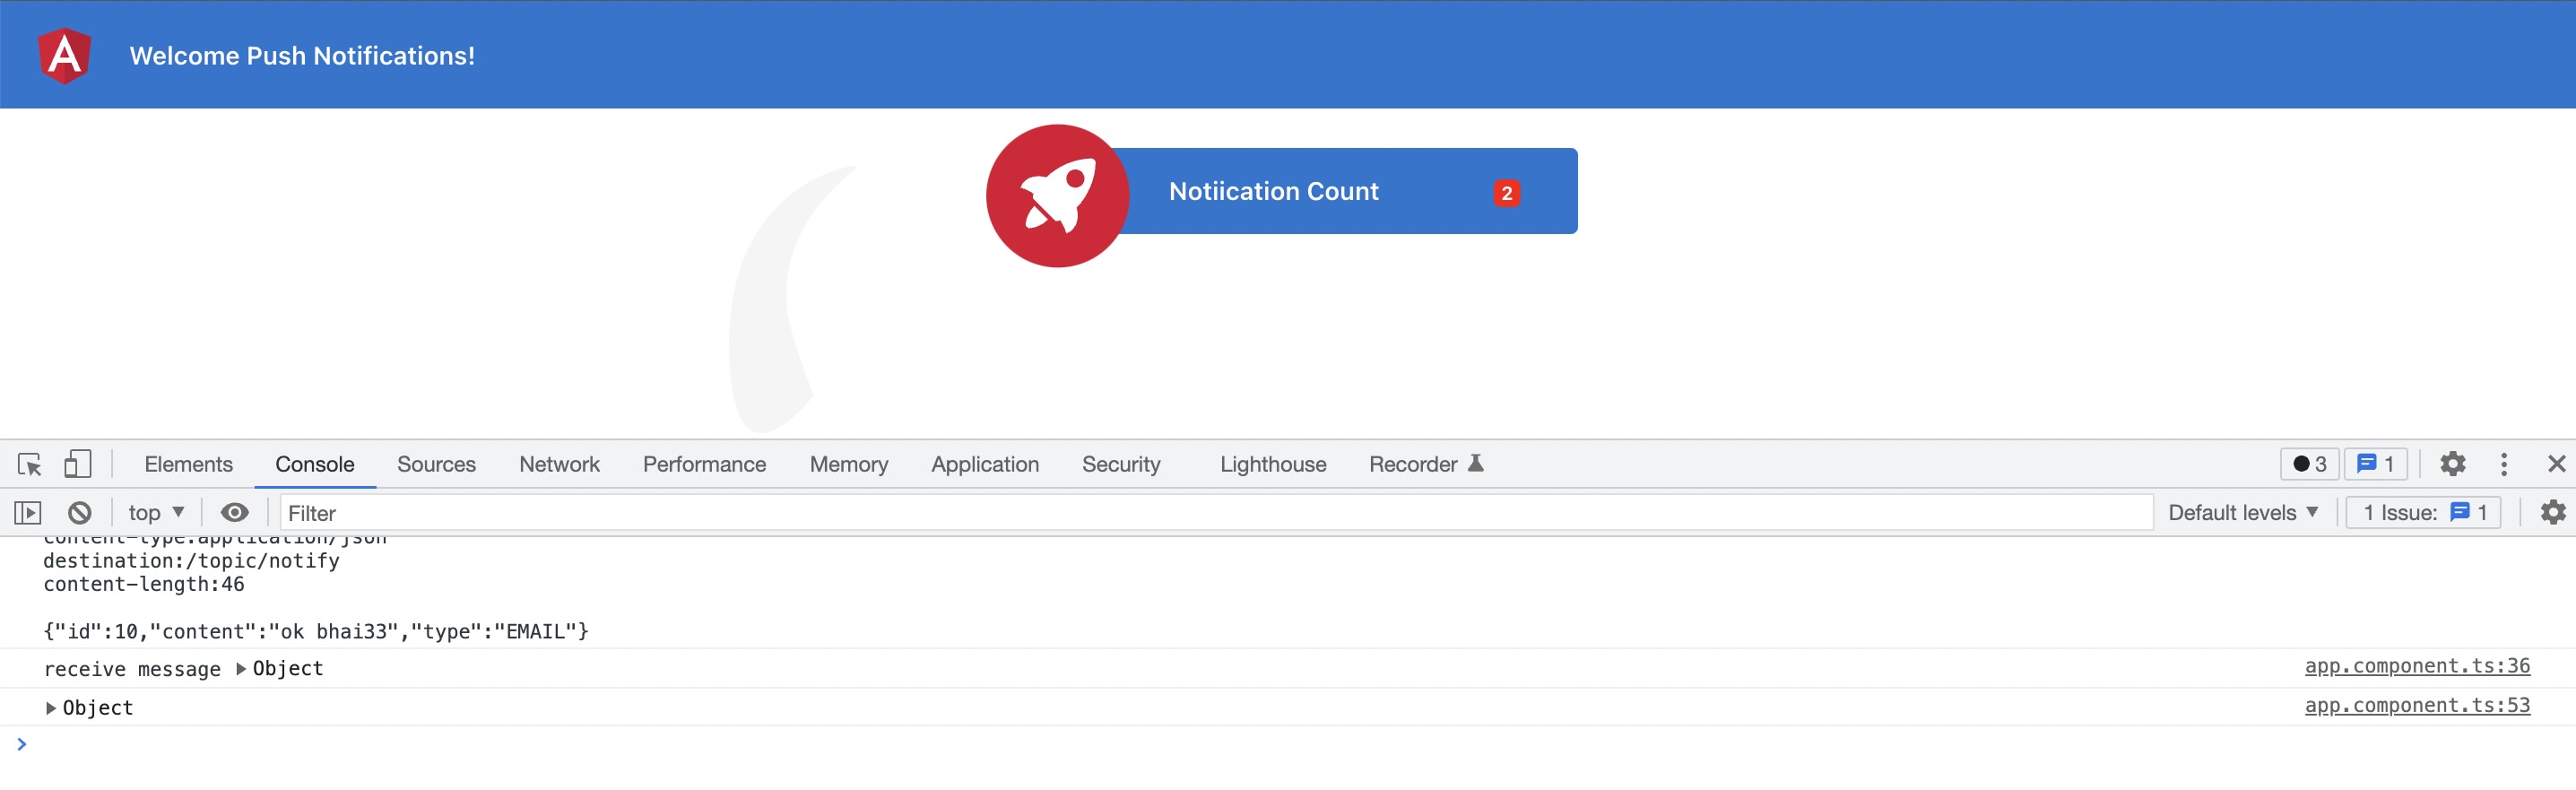 Welcome Push Notifications!
Notiication Count 2
Elements Console Sources Network Performance Memory Application Security Lighthouse Recorder 3 1
top Filter Default levels 1 Issue: 1
content-type:application/json
destination:/topic/notify
content-length:46
{"id":10,"content":"ok bhai33","type":"EMAIL"}
receive message Object app.component.ts:36
Object app.component.ts:53